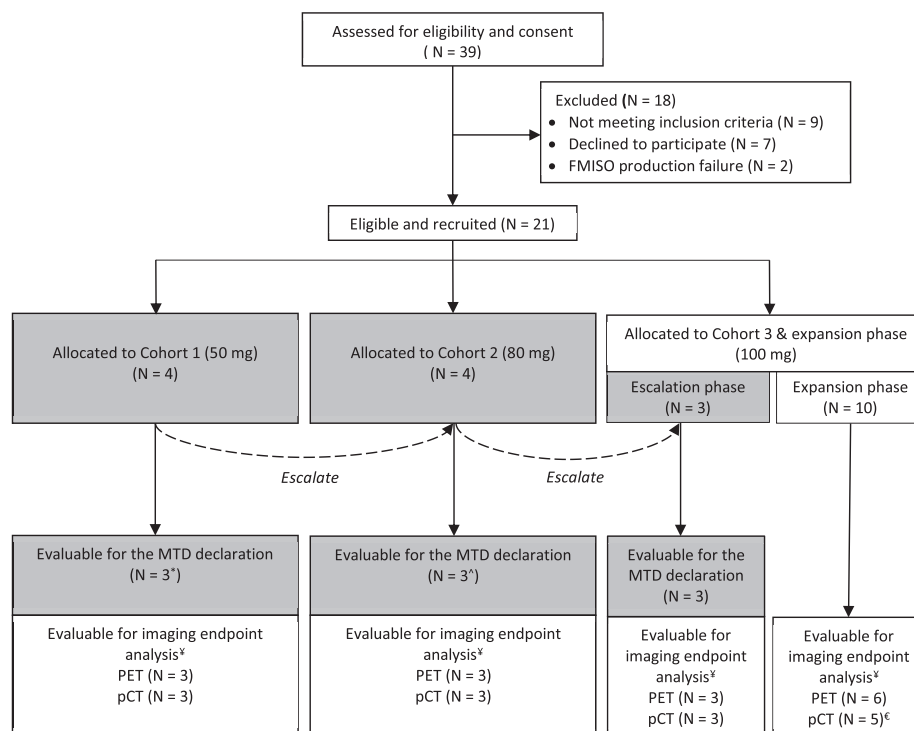 Assessed for eligibility and consent
( N = 39)
Excluded (N = 18)
• Not meeting inclusion criteria (N = 9)
• Declined to participate (N = 7)
• FMISO production failure (N = 2)
Eligible and recruited (N = 21)
Allocated to Cohort 1 (50 mg)
(N = 4)
Allocated to Cohort 2 (80 mg)
(N = 4)
Allocated to Cohort 3 & expansion phase
(100 mg)
Escalation phase
(N = 3)
Expansion phase
(N = 10)
Escalate
Escalate
Evaluable for the MTD declaration
(N = 3*)
Evaluable for the MTD declaration
(N = 3^)
Evaluable for the
MTD declaration
(N = 3)
Evaluable for imaging endpoint
analysis¥
PET (N = 3)
pCT (N = 3)
Evaluable for imaging endpoint
analysis¥
PET (N = 3)
pCT (N = 3)
Evaluable for
imaging endpoint
analysis¥
PET (N = 3)
pCT (N = 3)
Evaluable for
imaging endpoint
analysis¥
PET (N = 6)
pCT (N = 5)€